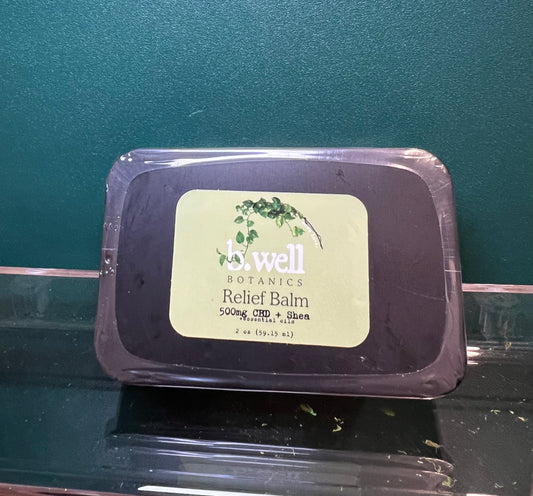 b.well
BOTANICS
Relief Balm
500mg CBD + Shea
+essential oils
2 oz (59.15 ml)